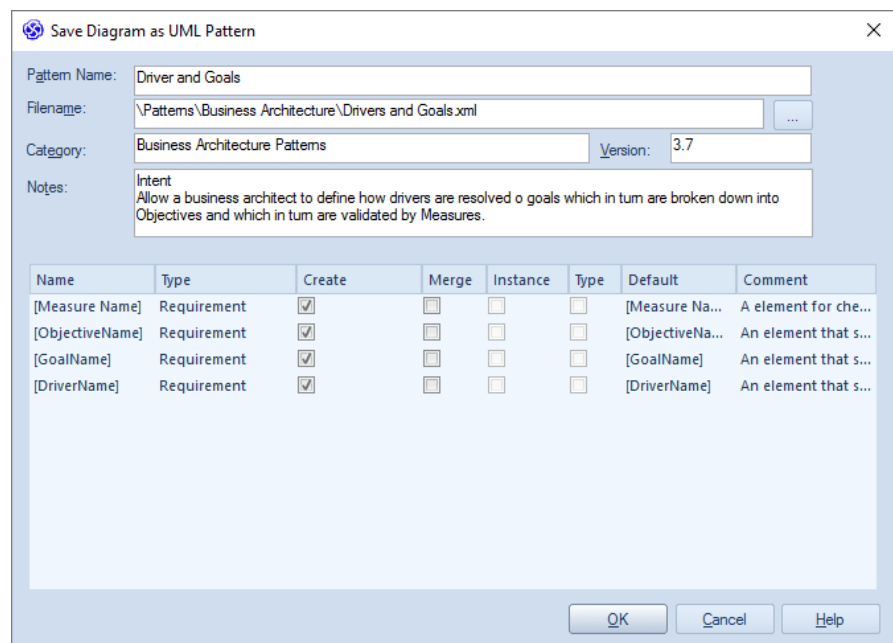 Save Diagram as UML Pattern
Pattern Name: Driver and Goals
Filename: \Patterns\Business Architecture\Drivers and Goals.xml ...
Category: Business Architecture Patterns Version: 3.7
Notes: Intent
Allow a business architect to define how drivers are resolved o goals which in turn are broken down into
Objectives and which in turn are validated by Measures.
Name Type Create Merge Instance Type Default Comment
[Measure Name] Requirement [Measure Na... A element for che...
[ObjectiveName] Requirement [ObjectiveNa... An element that s...
[GoalName] Requirement [GoalName] An element that s...
[DriverName] Requirement [DriverName] An element that s...
OK Cancel Help